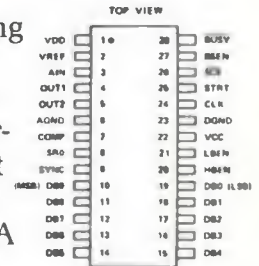 TOP VIEW
ng
VDD 1 28 BUSY
VREF 2 27 BSEN
AIN 3 26
OUT1 4 25 STRT
OUT2 5 24 CLK
AGND 6 23 DGND
COMP 7 22 VCC
SRO 8 21 LBEN
SYNC 9 20 HBEN
(MSB) DB9 10 19 DB0 (LSB)
DB8 11 18 DB1
DB7 12 17 DB2
DB6 13 16 DB3
DB5 14 15 DB4
r-
t
A